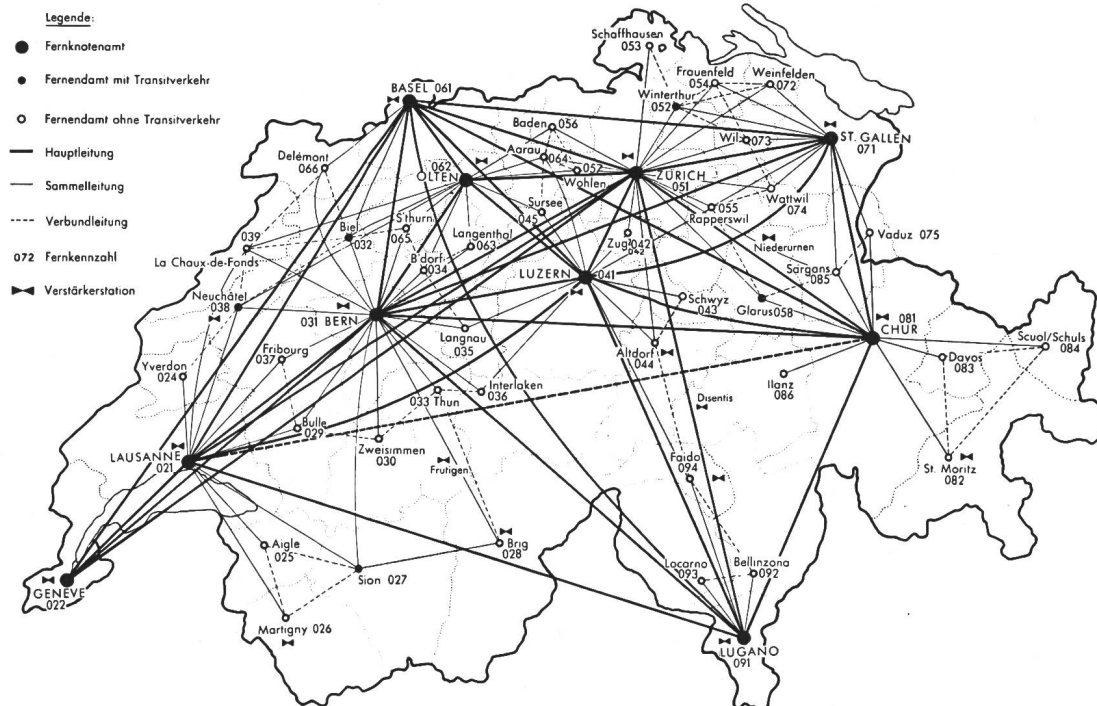 Legende:
Fernknotenamt
Fernendamt mit Transitverkehr
Fernendamt ohne Transitverkehr
Hauptleitung
Sammelleitung
Verbundleitung
072 Fernkennzahl
Verstärkerstation
Schaffhausen
053
Frauenfeld
054
Weinfelden
072
Winterthur
052
BASEL 061
Baden
056
Wil
073
ST. GALLEN
071
Aarau
064
Delémont
066
062
OLTEN
057
Wohlen
ZÜRICH
051
Wattwil
074
055
Rapperswil
Sursee
045
S'thurn
065
Langenthal
063
Biel
032
039
La Chaux-de-Fonds
B'dorf
034
Zug 042
042
Niederurnen
Vaduz 075
Sargans
085
LUZERN
041
Neuchâtel
038
Schwyz
043
Glarus 058
031 BERN
Langnau
035
081
CHUR
Scuol/Schuls
084
Fribourg
037
Altdorf
044
Davos
083
Yverdon
024
Ilanz
086
033 Thun
Interlaken
036
Disentis
Bulle
029
Zweisimmen
030
LAUSANNE
021
Frutigen
Faido
094
St. Moritz
082
Aigle
025
Brig
028
Sion 027
Locarno
093
Bellinzona
092
GENÈVE
022
Martigny 026
LUGANO
091